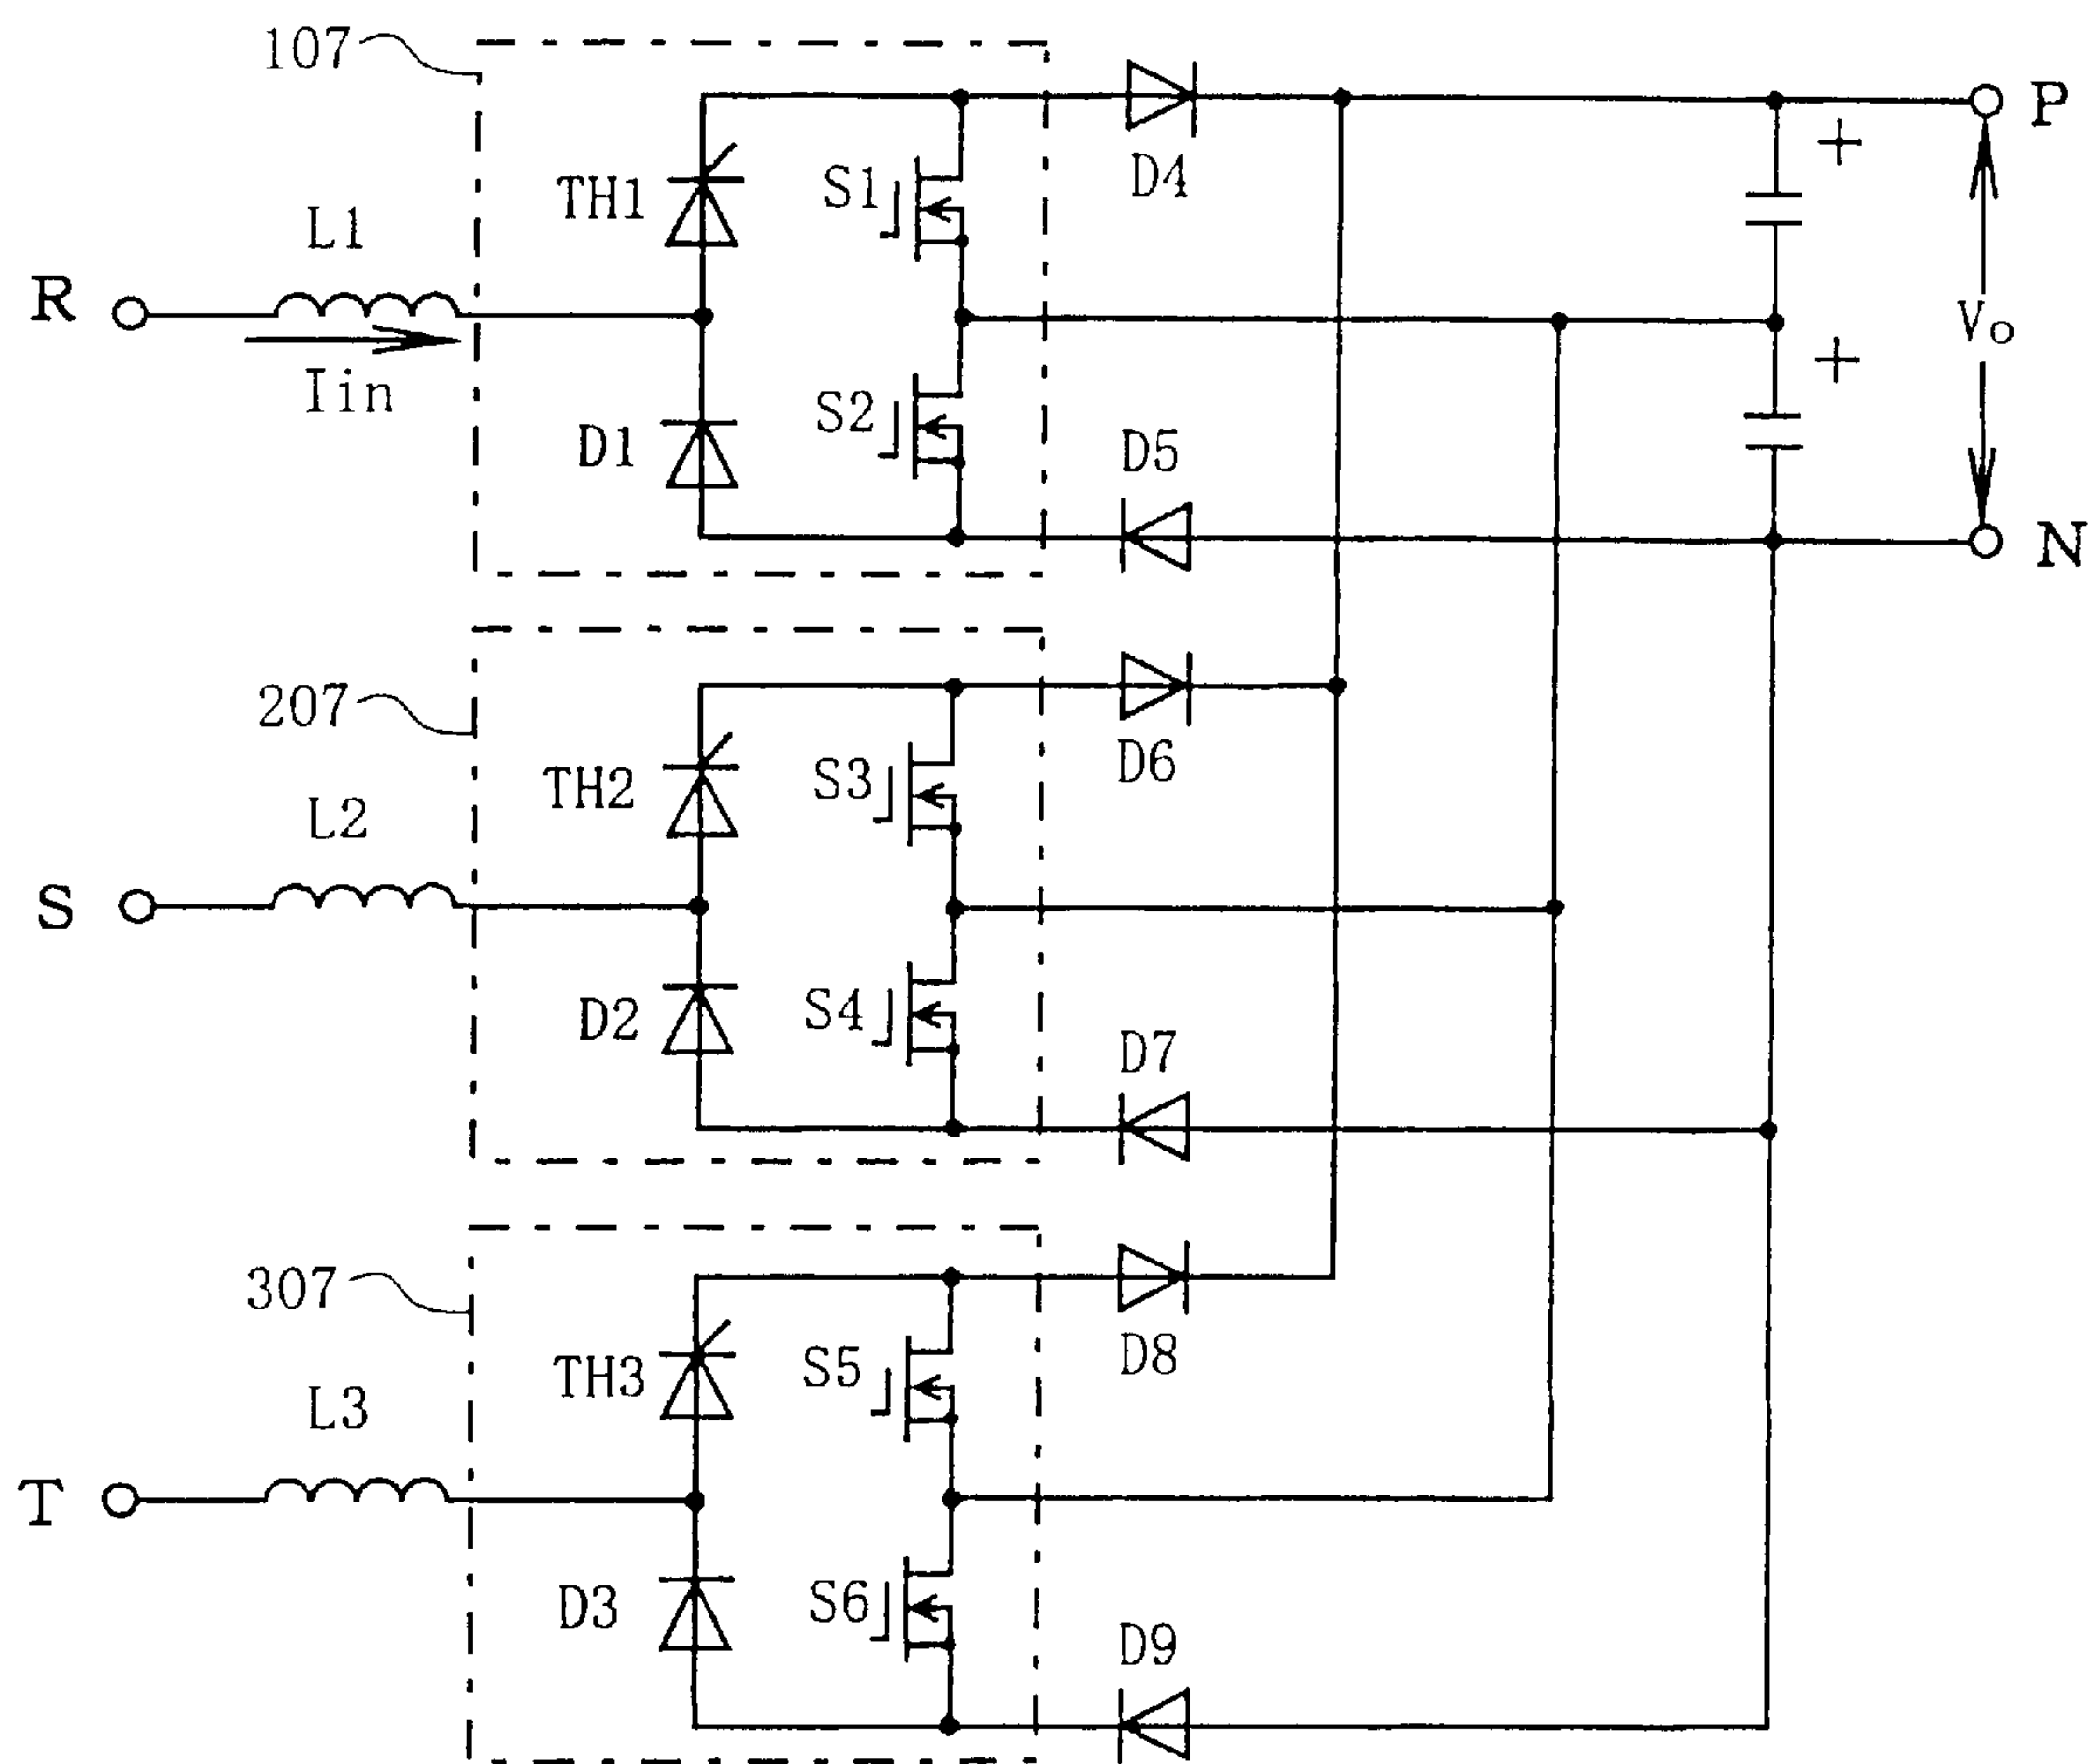 107
P
+
D4
S1
TH1
L1
R
Vo
+
Iin
S2
D5
D1
N
207
D6
S3
TH2
L2
S
S4
D2
D7
307
D8
S5
TH3
L3
T
S6
D3
D9